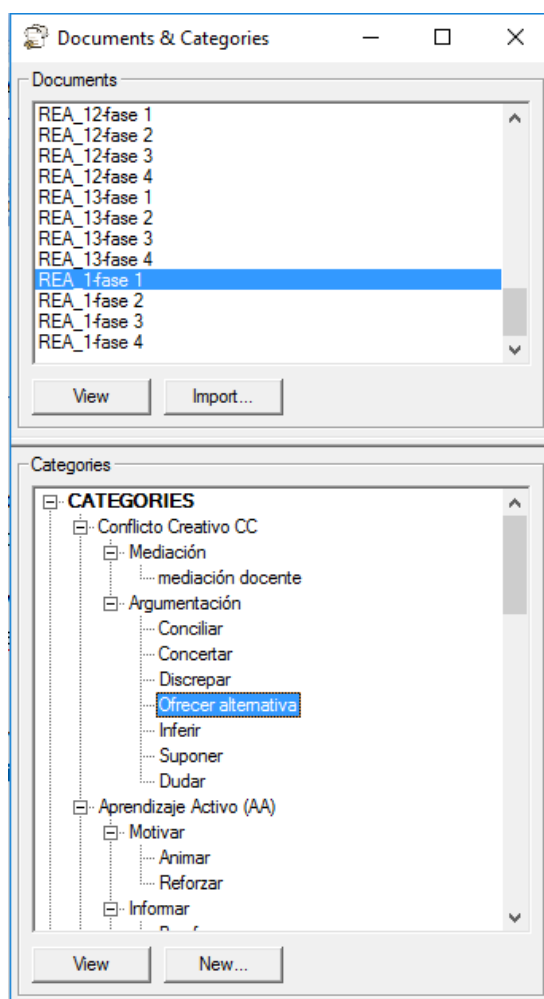 Documents & Categories
Documents
REA_12-fase 1
REA_12-fase 2
REA_12-fase 3
REA_12-fase 4
REA_13-fase 1
REA_13-fase 2
REA_13-fase 3
REA_13-fase 4
REA_1-fase 1
REA_1-fase 2
REA_1-fase 3
REA_1-fase 4
View Import...
Categories
CATEGORIES
Conflicto Creativo CC
Mediación
mediación docente
Argumentación
Conciliar
Concertar
Discrepar
Ofrecer alternativa
Inferir
Suponer
Dudar
Aprendizaje Activo (AA)
Motivar
Animar
Reforzar
Informar
View New...